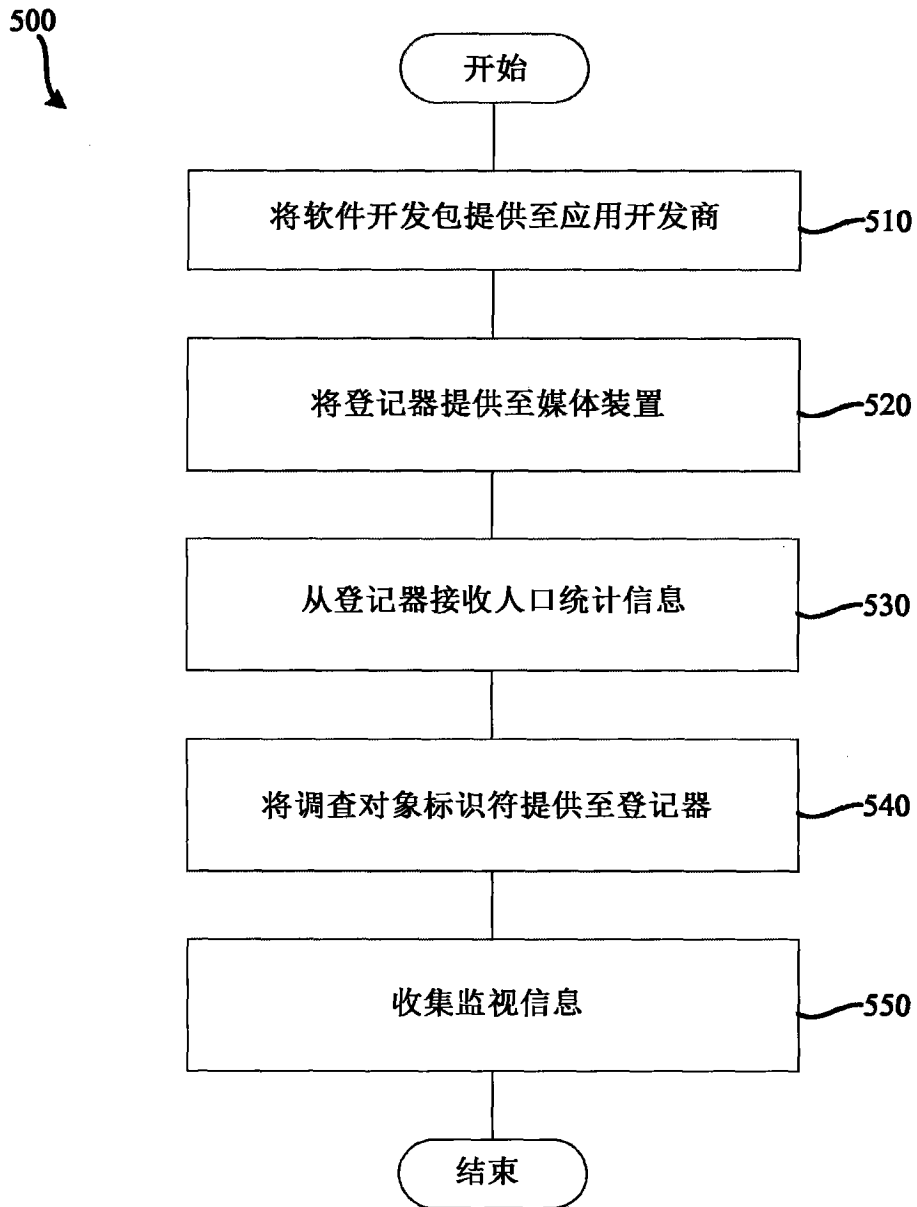 500
开始
将软件开发包提供至应用开发商
510
将登记器提供至媒体装置
520
从登记器接收人口统计信息
530
将调查对象标识符提供至登记器
540
收集监视信息
550
结束